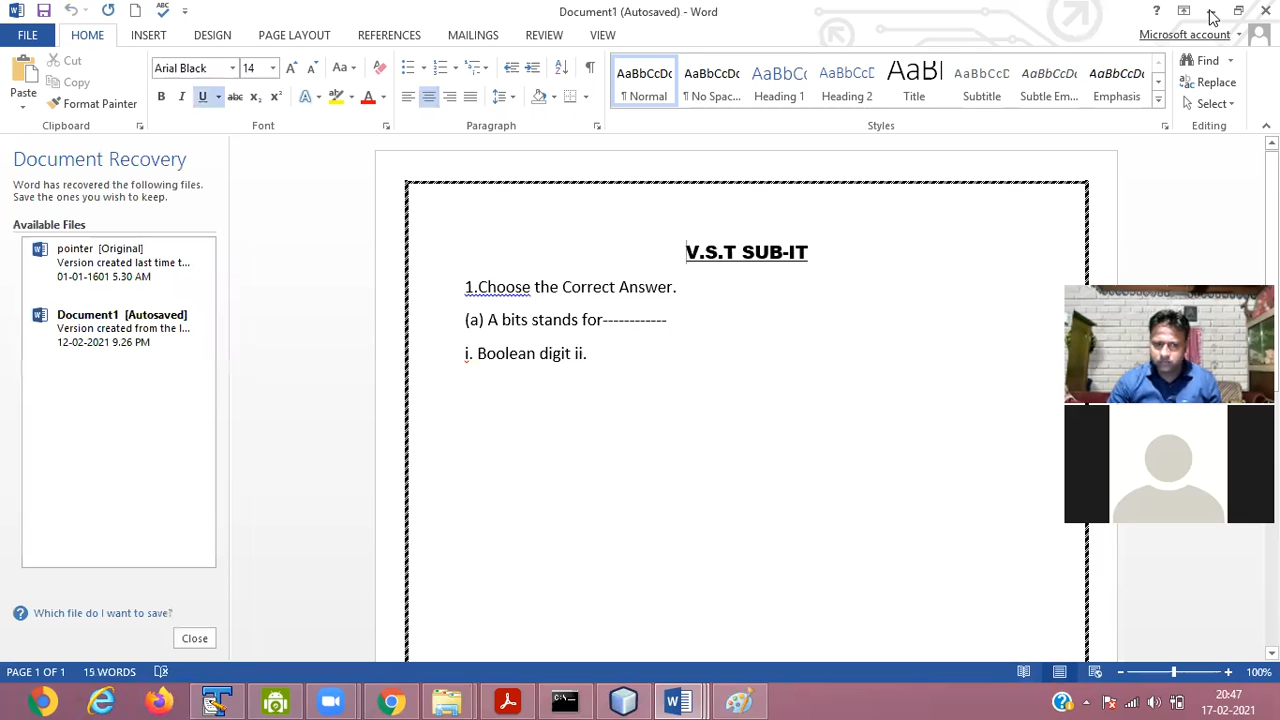 Document1 (Autosaved) - Word
FILE HOME INSERT DESIGN PAGE LAYOUT REFERENCES MAILINGS REVIEW VIEW Microsoft account
Paste
Cut
Copy
Format Painter
Clipboard
Arial Black 14
Font
Paragraph
AaBbCcDc AaBbCcDc AaBbCc AaBbCc AaBl AaBbCcD AaBbCcDc AaBbCcDc
¶ Normal ¶ No Spac... Heading 1 Heading 2 Title Subtitle Subtle Em... Emphasis
Styles
Find
Replace
Select
Editing
Document Recovery
Word has recovered the following files.
Save the ones you wish to keep.
Available Files
pointer [Original]
Version created last time t...
01-01-1601 5.30 AM
Document1 [Autosaved]
Version created from the l...
12-02-2021 9.26 PM
Which file do I want to save?
Close
V.S.T SUB-IT
1.Choose the Correct Answer.
(a) A bits stands for------------
i. Boolean digit ii.
PAGE 1 OF 1 15 WORDS 100%
20:47
17-02-2021